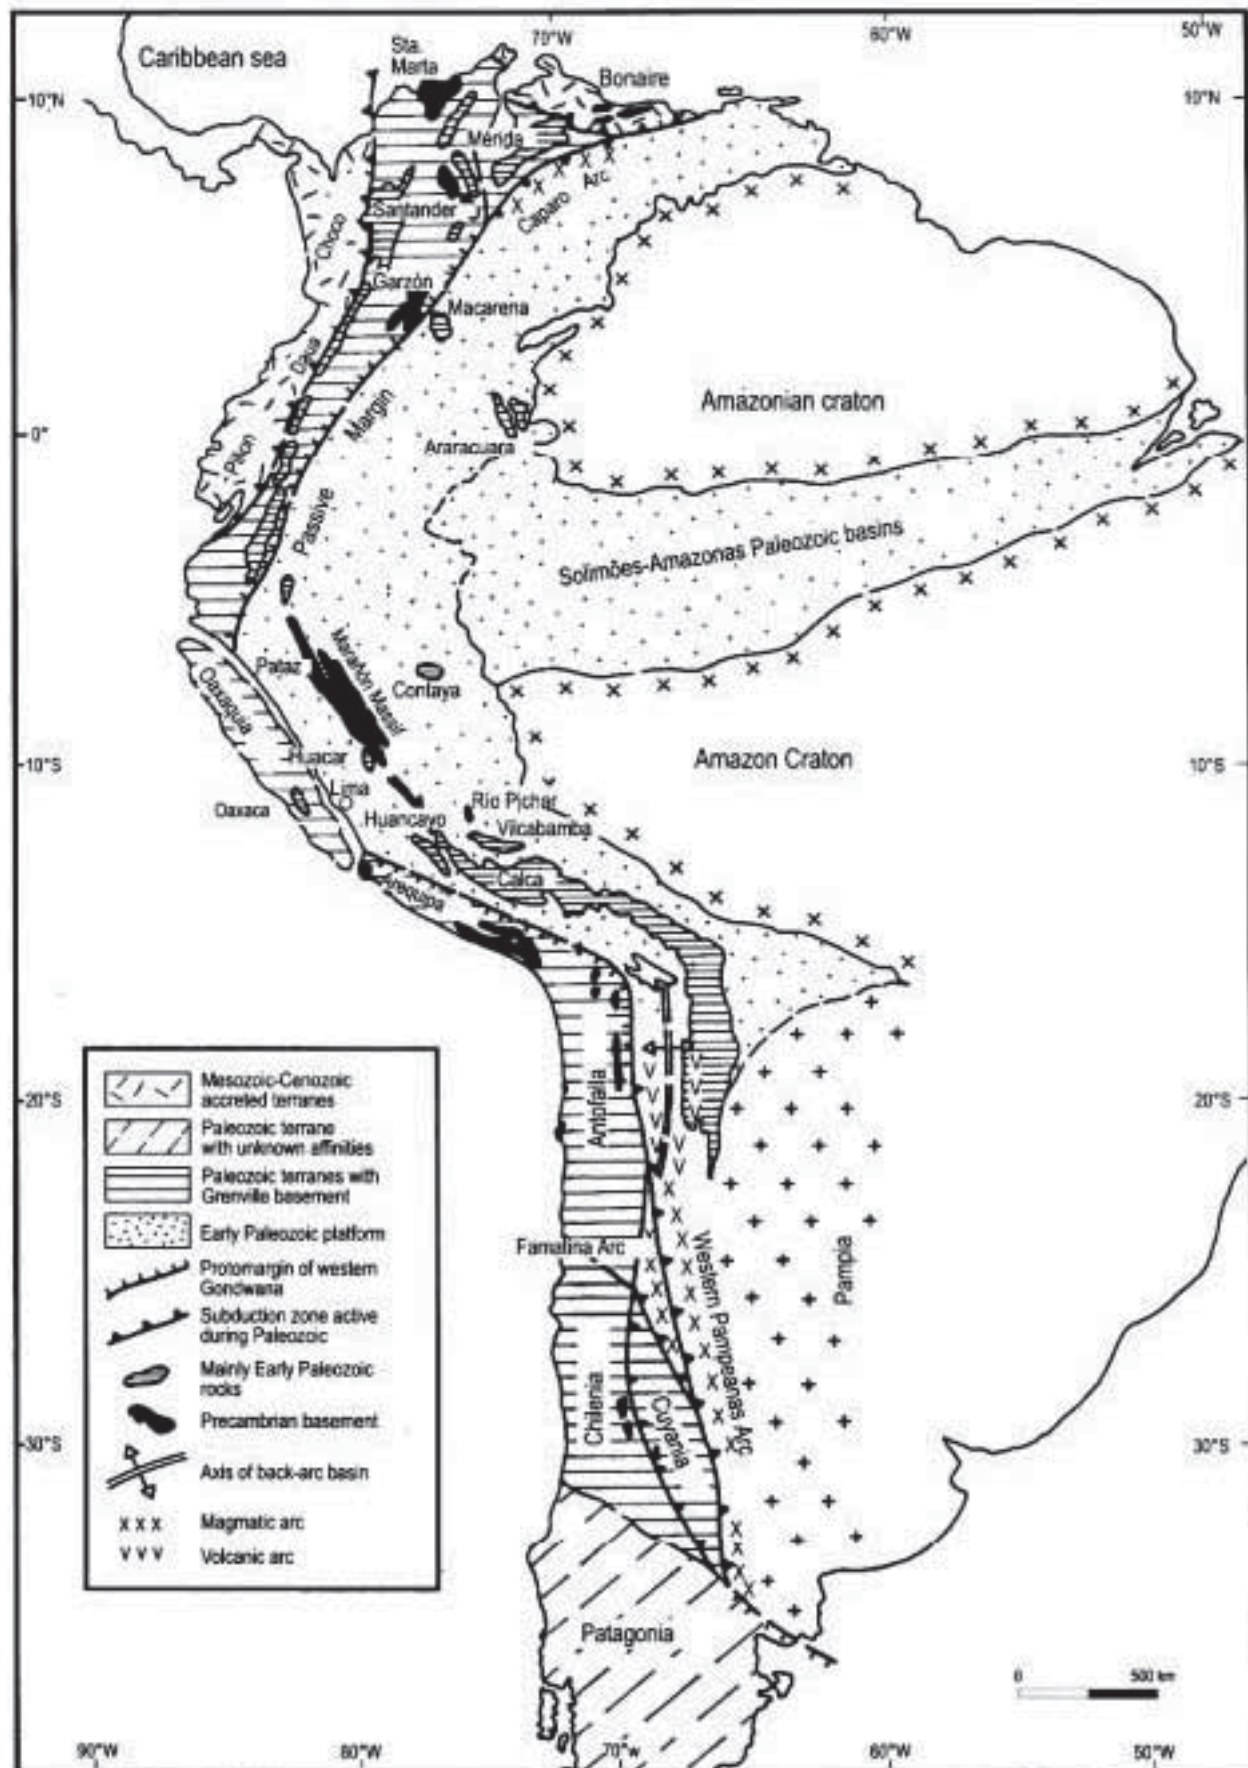 70°W
60°W
50°W
Caribbean sea
Sta.
Marta
Bonaire
10°N
10°N
Mérida
Caparo
Arc
Santander
Choco
Garzón
Macarena
Margin
Amazonian craton
0°
Araracuara
Piñon
Passive
Solimões-Amazonas Paleozoic basins
Pataz
Marañón Massif
Contaya
Oaxaquia
Huacar
Amazon Craton
10°S
10°S
Lima
Oaxaca
Huancayo
Río Pichar
Vilcabamba
Calca
Arequipa
Antofalla
20°S
20°S
Mesozoic-Cenozoic
accreted terranes
Paleozoic terrane
with unknown affinities
Paleozoic terranes with
Grenville basement
Early Paleozoic platform
Protomargin of western
Gondwana
Subduction zone active
during Paleozoic
Mainly Early Paleozoic
rocks
Precambrian basement
Axis of back-arc basin
x x x Magmatic arc
v v v Volcanic arc
Famatina Arc
Western Pampeanas Arc
Pampia
Chilenia
Cuyania
30°S
30°S
Patagonia
0 500 km
90°W
80°W
70°W
60°W
50°W